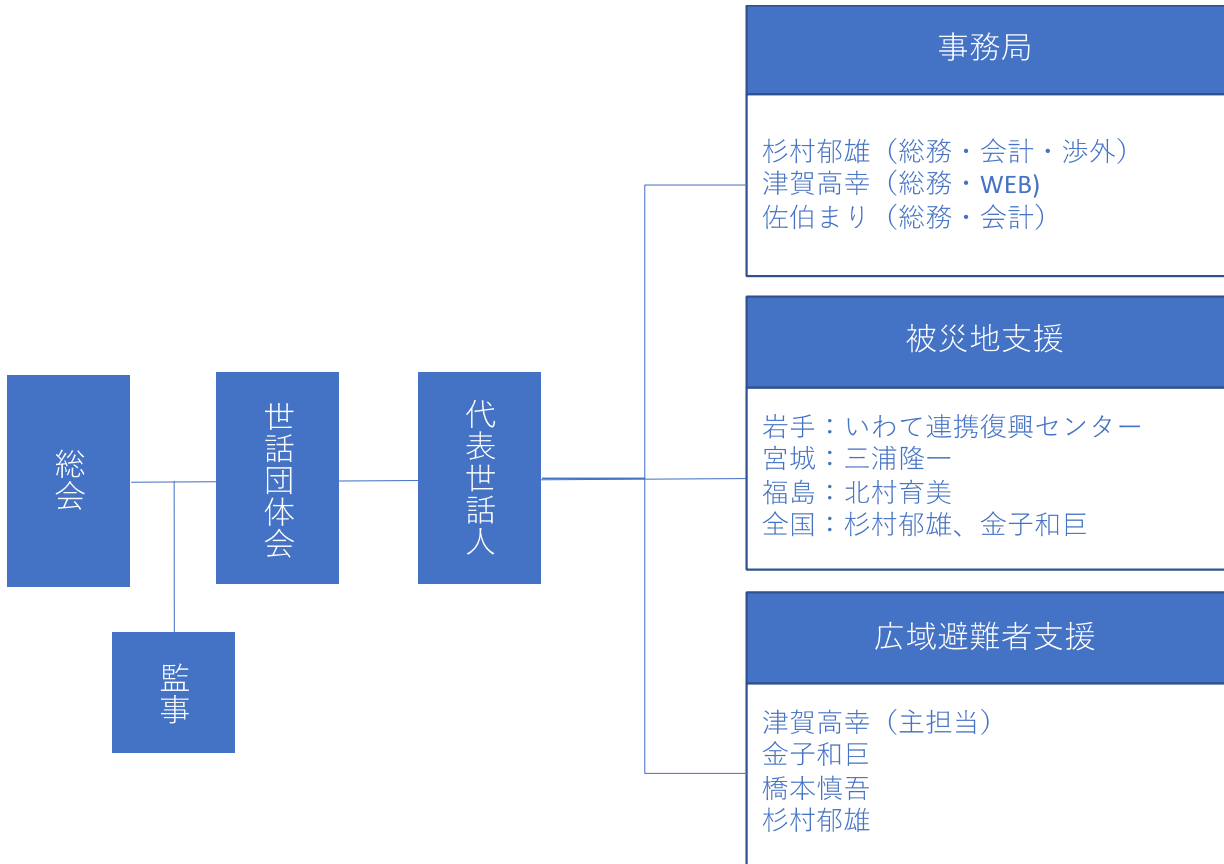 総会
監事
世話団体会
代表世話人
事務局
杉村郁雄（総務・会計・渉外）
津賀高幸（総務・WEB)
佐伯まり（総務・会計）
被災地支援
岩手：いわて連携復興センター
宮城：三浦隆一
福島：北村育美
全国：杉村郁雄、金子和巨
広域避難者支援
津賀高幸（主担当）
金子和巨
橋本慎吾
杉村郁雄